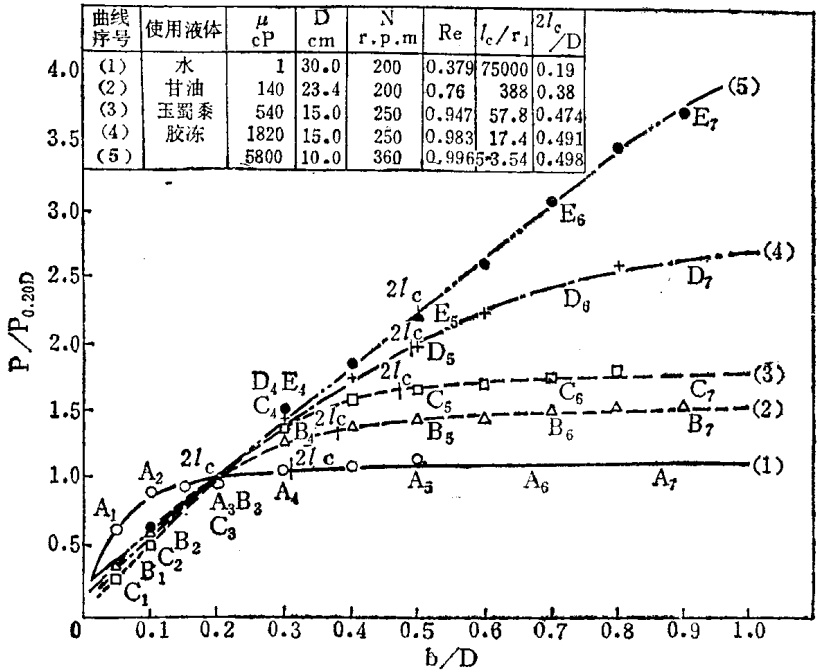 曲线序号 使用液体 μ cP D cm N r.p.m Re lc/r1 2lc/D
(1) 水 1 30.0 200 0.379 75000 0.19
(2) 甘油 140 23.4 200 0.76 388 0.38
(3) 玉蜀黍 540 15.0 250 0.947 57.8 0.474
(4) 胶冻 1820 15.0 250 0.983 17.4 0.491
(5) 5800 10.0 360 0.9965 3.54 0.498
4.0
3.5
3.0
2.5
2.0
1.5
1.0
0.5
P/P0.20D
(5)
E7
E6
2lc
E5
(4)
D7
D6
2lc
D5
D4 E4
C4
(3)
2lc
C5
C6
C7
(2)
2lc
B4
B5
B6
B7
(1)
2lc
2lc
A1
A2
A3 B3
C3
A4
A5
A6
A7
B2
C2
B1
C1
0 0.1 0.2 0.3 0.4 0.5 0.6 0.7 0.8 0.9 1.0
b/D